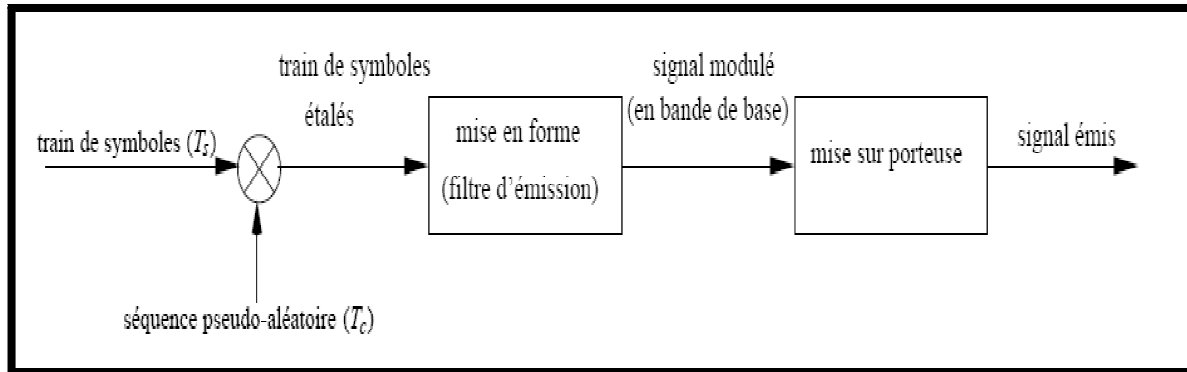 train de symboles (Ts)
train de symboles
étalés
séquence pseudo-aléatoire (Tc)
mise en forme
(filtre d'émission)
signal modulé
(en bande de base)
mise sur porteuse
signal émis